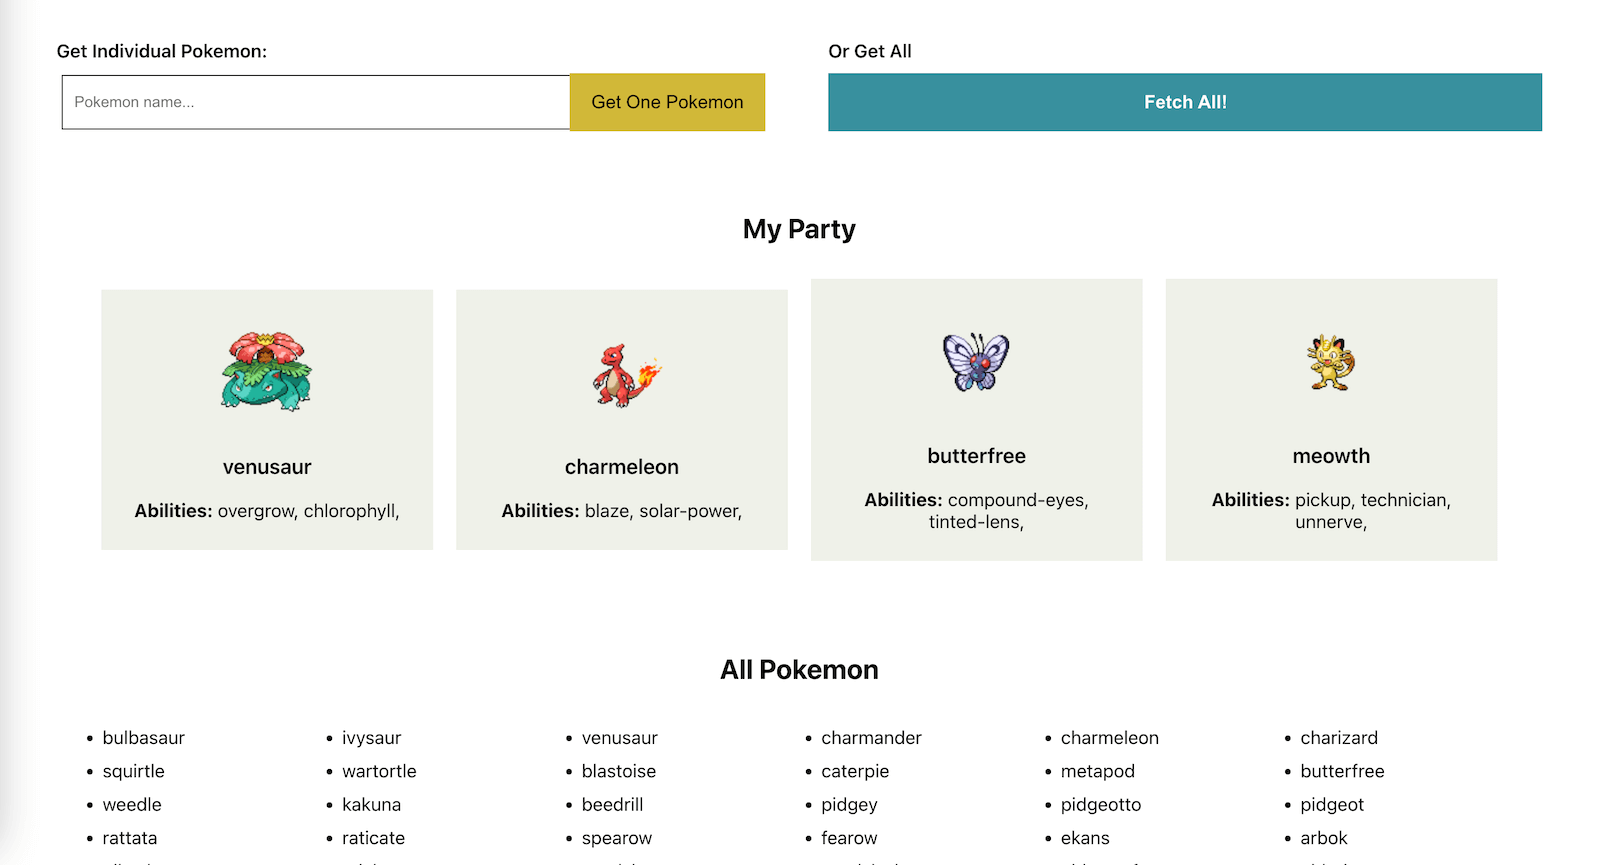 Get Individual Pokemon:
Or Get All
Pokemon name...
Get One Pokemon
Fetch All!
My Party
venusaur
Abilities: overgrow, chlorophyll,
charmeleon
Abilities: blaze, solar-power,
butterfree
Abilities: compound-eyes,
tinted-lens,
meowth
Abilities: pickup, technician,
unnerve,
All Pokemon
bulbasaur
ivysaur
venusaur
charmander
charmeleon
charizard
squirtle
wartortle
blastoise
caterpie
metapod
butterfree
weedle
kakuna
beedrill
pidgey
pidgeotto
pidgeot
rattata
raticate
spearow
fearow
ekans
arbok